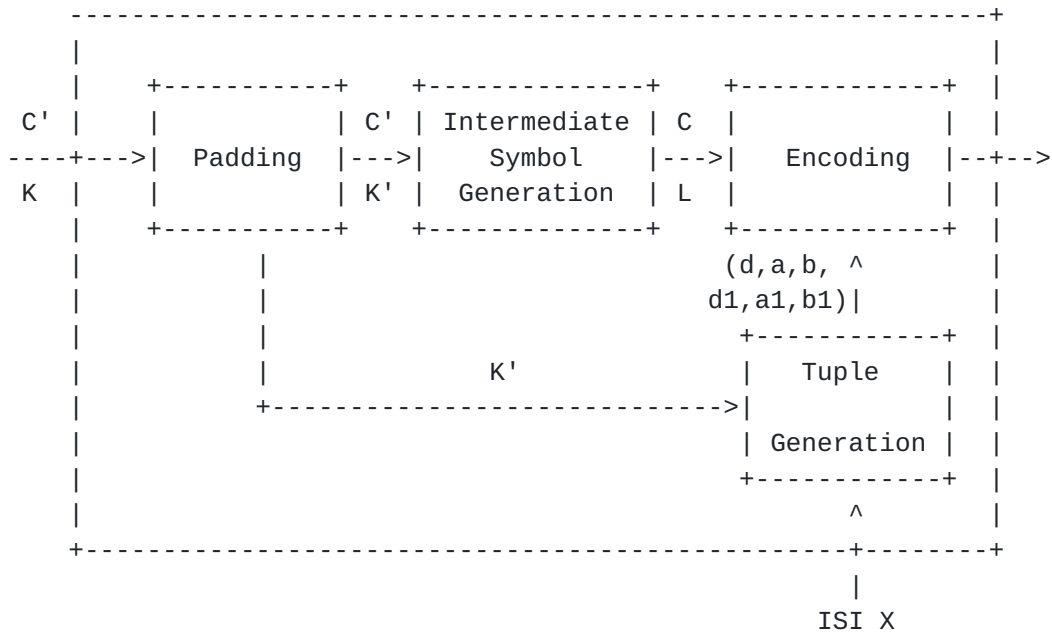 C' C' Intermediate C
Padding Symbol Encoding
K K' Generation L
(d,a,b,
d1,a1,b1)
K' Tuple
Generation
ISI X